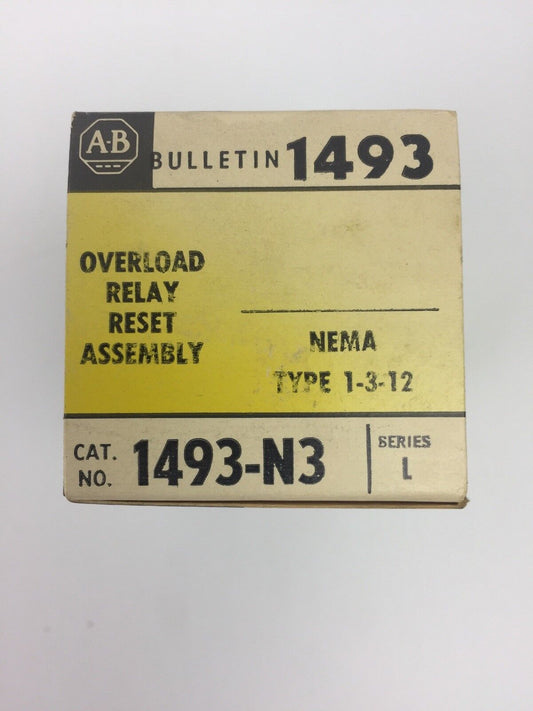 A-B
BULLETIN 1493
OVERLOAD
RELAY
RESET
ASSEMBLY
NEMA
TYPE 1-3-12
CAT.
NO.
1493-N3
SERIES
L